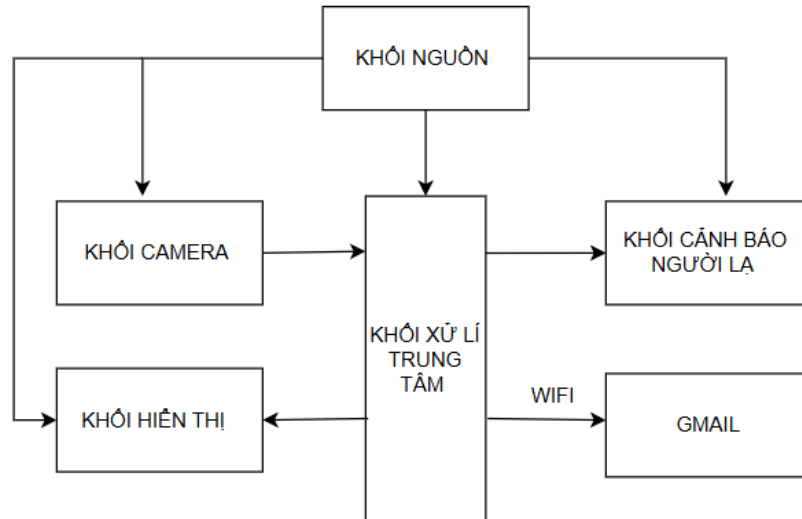 KHỐI NGUỒN
KHỐI CAMERA
KHỐI CẢNH BÁO
NGƯỜI LẠ
KHỐI XỬ LÍ
TRUNG
TÂM
KHỐI HIỂN THỊ
WIFI
GMAIL